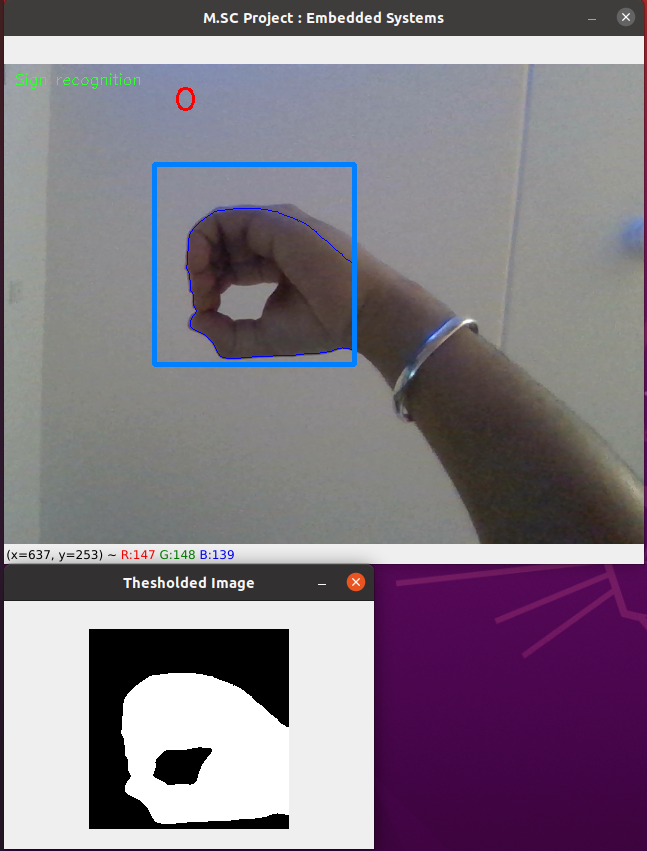 M.SC Project : Embedded Systems
Sign recognition
O
(x=637, y=253) ~ R:147 G:148 B:139
Thesholded Image